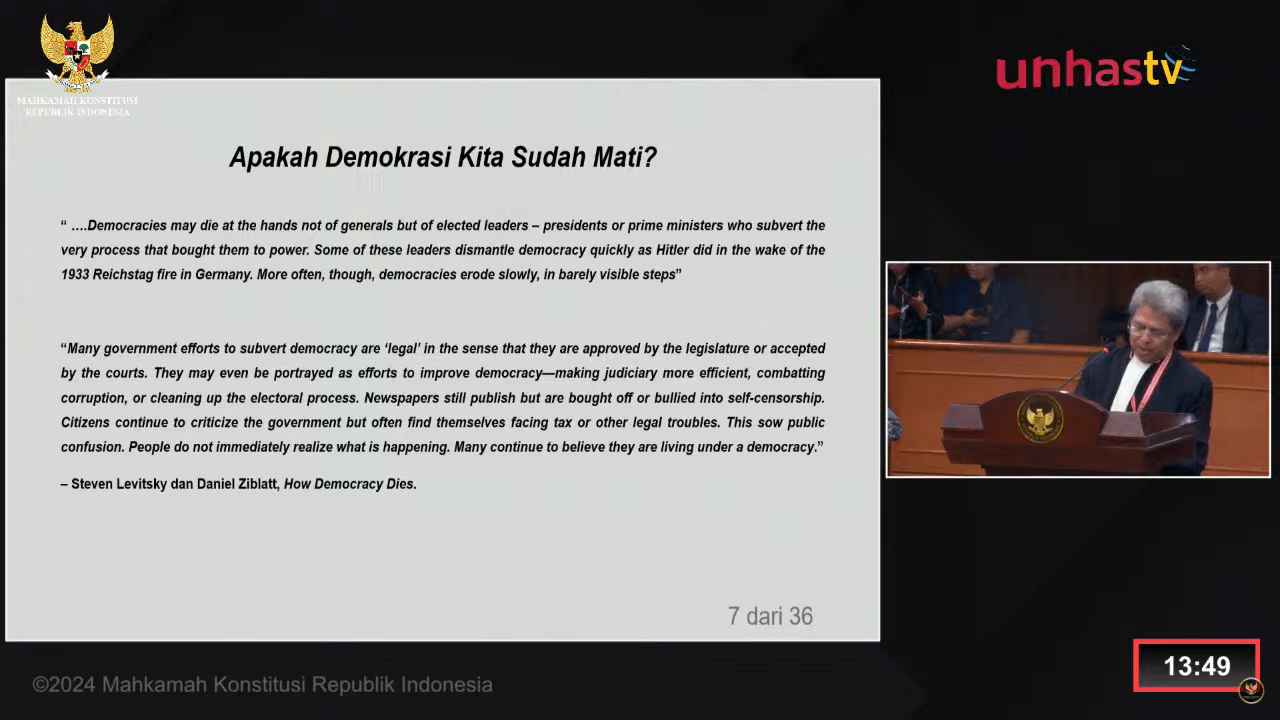 MAHKAMAH KONSTITUSI
REPUBLIK INDONESIA
unhastv
Apakah Demokrasi Kita Sudah Mati?
“ ....Democracies may die at the hands not of generals but of elected leaders – presidents or prime ministers who subvert the
very process that bought them to power. Some of these leaders dismantle democracy quickly as Hitler did in the wake of the
1933 Reichstag fire in Germany. More often, though, democracies erode slowly, in barely visible steps”
“Many government efforts to subvert democracy are ‘legal’ in the sense that they are approved by the legislature or accepted
by the courts. They may even be portrayed as efforts to improve democracy—making judiciary more efficient, combatting
corruption, or cleaning up the electoral process. Newspapers still publish but are bought off or bullied into self-censorship.
Citizens continue to criticize the government but often find themselves facing tax or other legal troubles. This sow public
confusion. People do not immediately realize what is happening. Many continue to believe they are living under a democracy.”
– Steven Levitsky dan Daniel Ziblatt, How Democracy Dies.
7 dari 36
©2024 Mahkamah Konstitusi Republik Indonesia
13:49